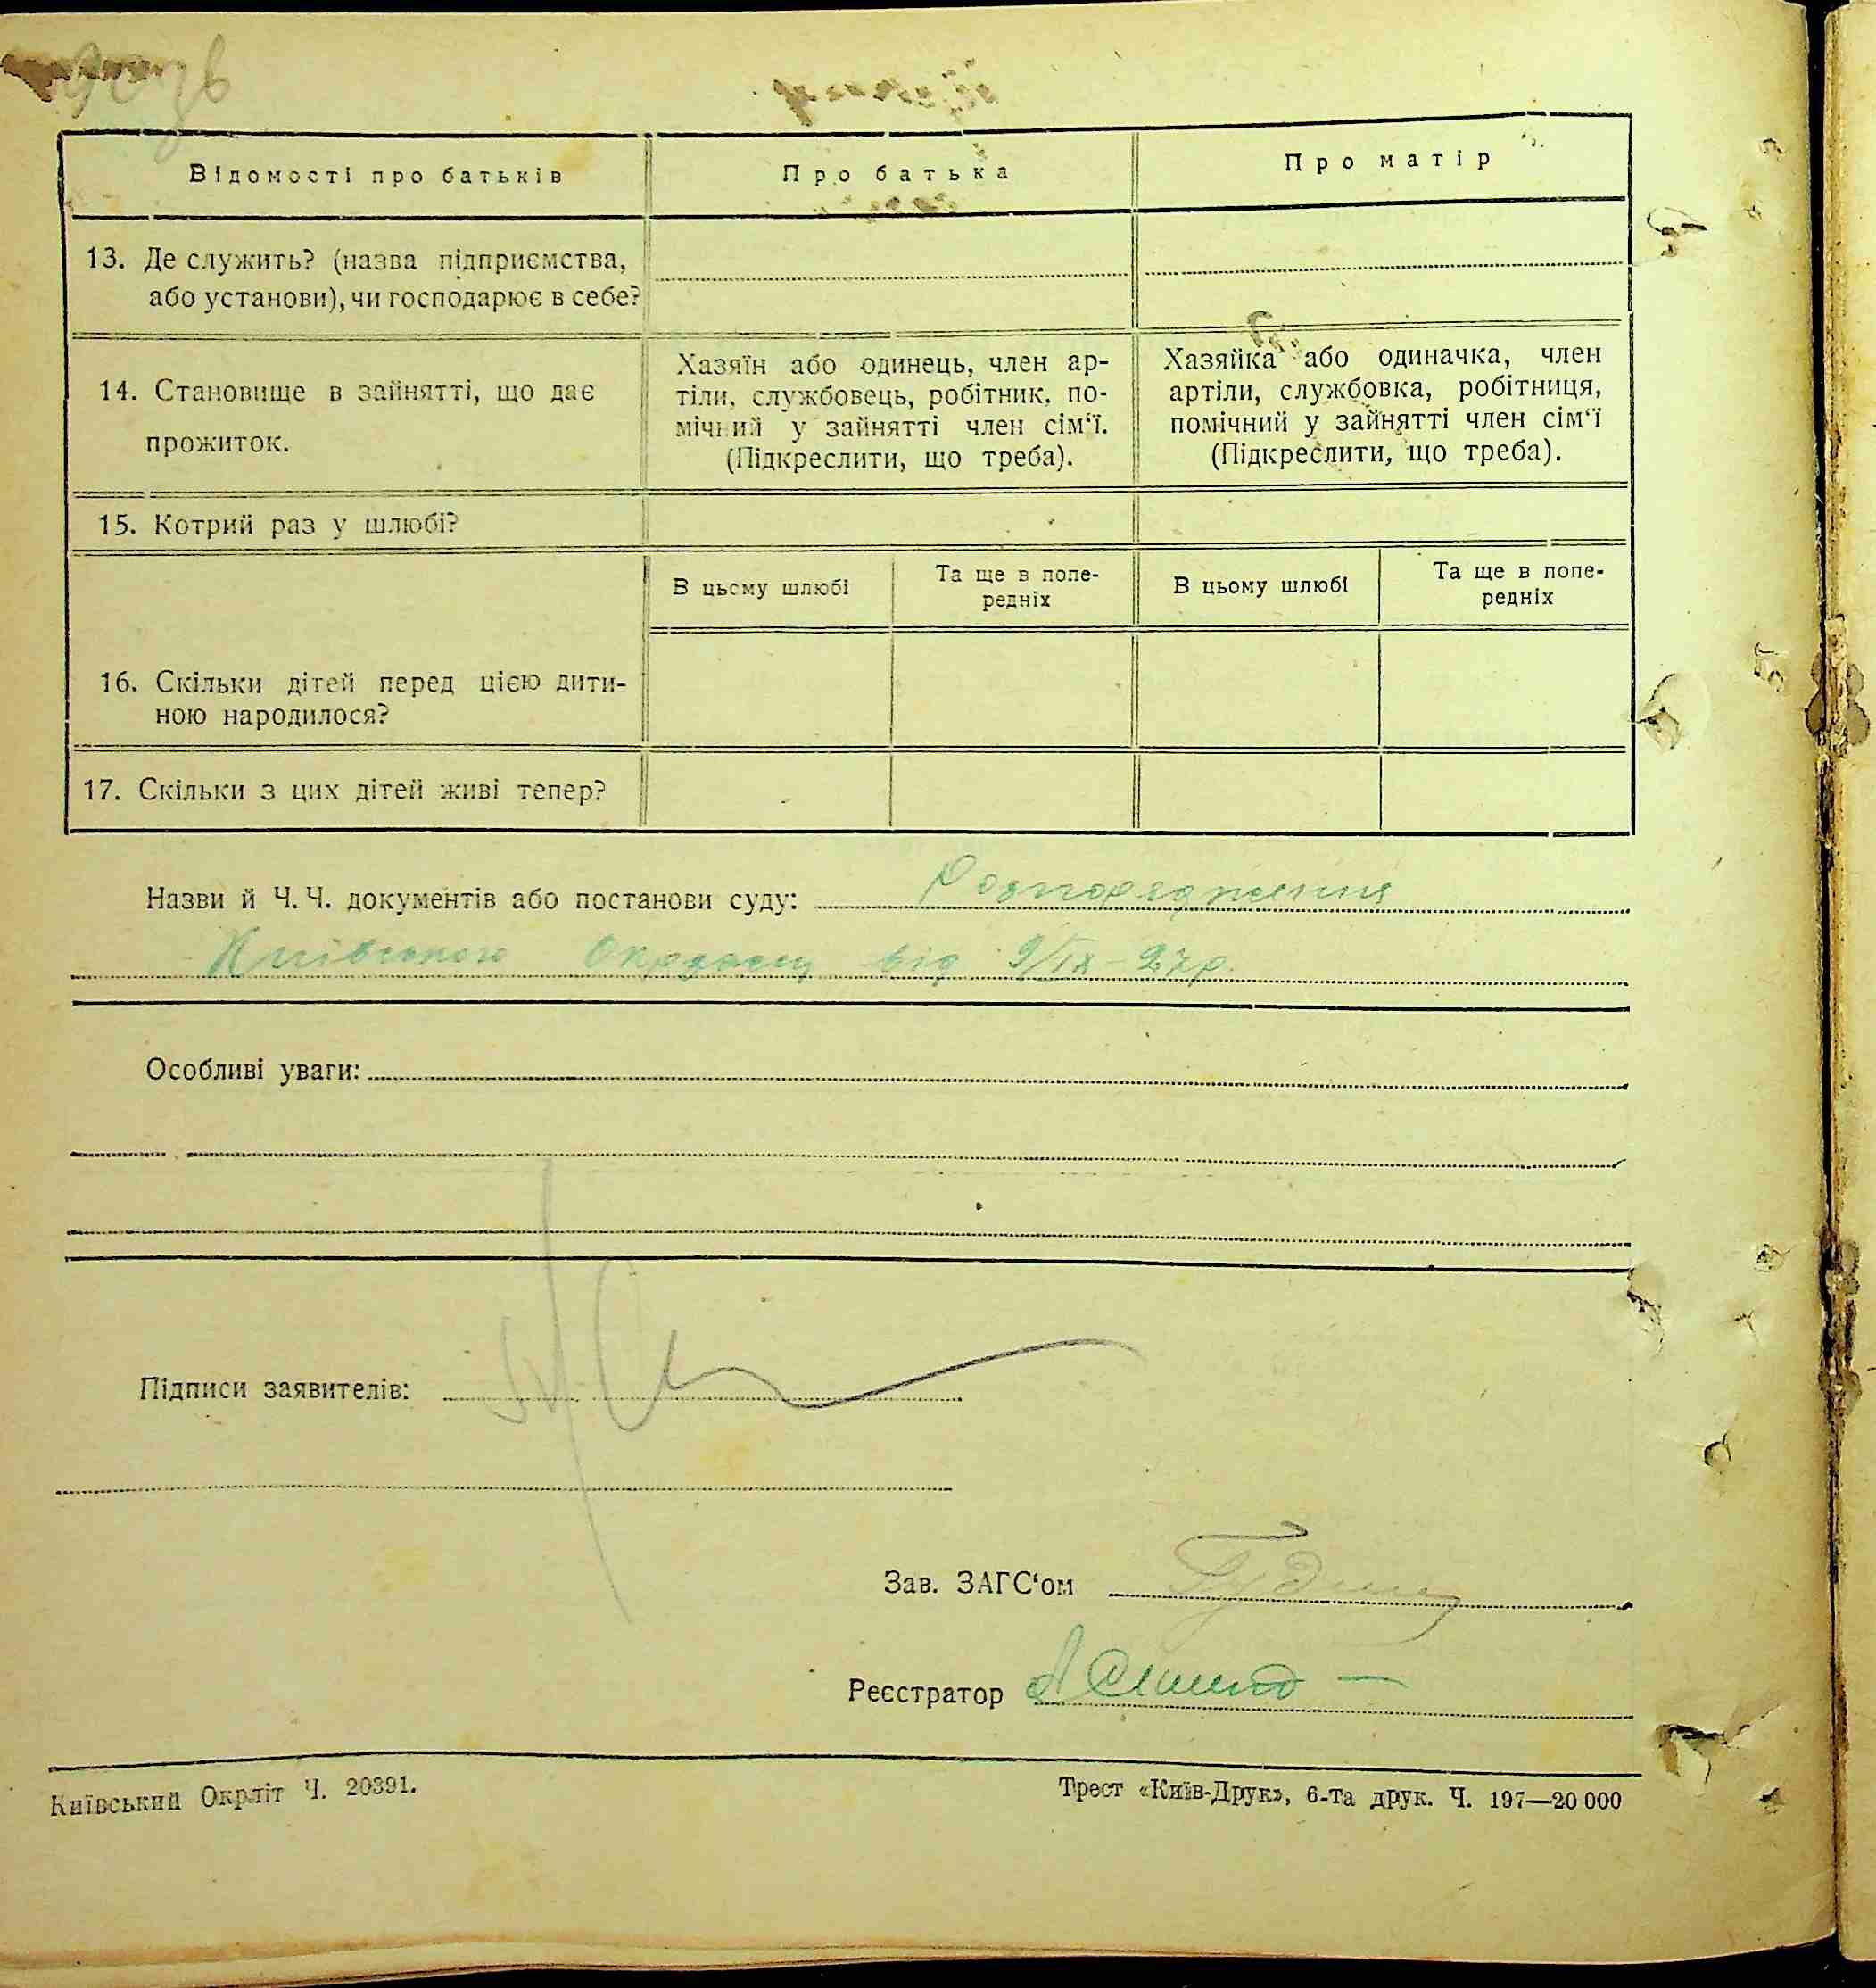 Відомості про батьків
Про батька
Про матір
13. Де служить? (назва підприємства,
або установи), чи господарює в себе?
14. Становище в зайнятті, що дає
прожиток.
Хазяїн або одинець, член ар-
тіли, службовець, робітник, по-
мічний у зайнятті член сім‘ї.
(Підкреслити, що треба).
Хазяйка або одиначка, член
артіли, службовка, робітниця,
помічний у зайнятті член сім‘ї
(Підкреслити, що треба).
15. Котрий раз у шлюбі?
В цьому шлюбі
Та ще в попе-
редніх
В цьому шлюбі
Та ще в попе-
редніх
16. Скільки дітей перед цією дити-
ною народилося?
17. Скільки з цих дітей живі тепер?
Назви й Ч. Ч. документів або постанови суду: Розпорядження
Київського від 9/IX-27р.
Особливі уваги:
Підписи заявителів:
Зав. ЗАГС‘ом
Реєстратор
Київський Окрліт Ч. 20391.
Трест «Київ-Друк», 6-та друк. Ч. 197—20 000